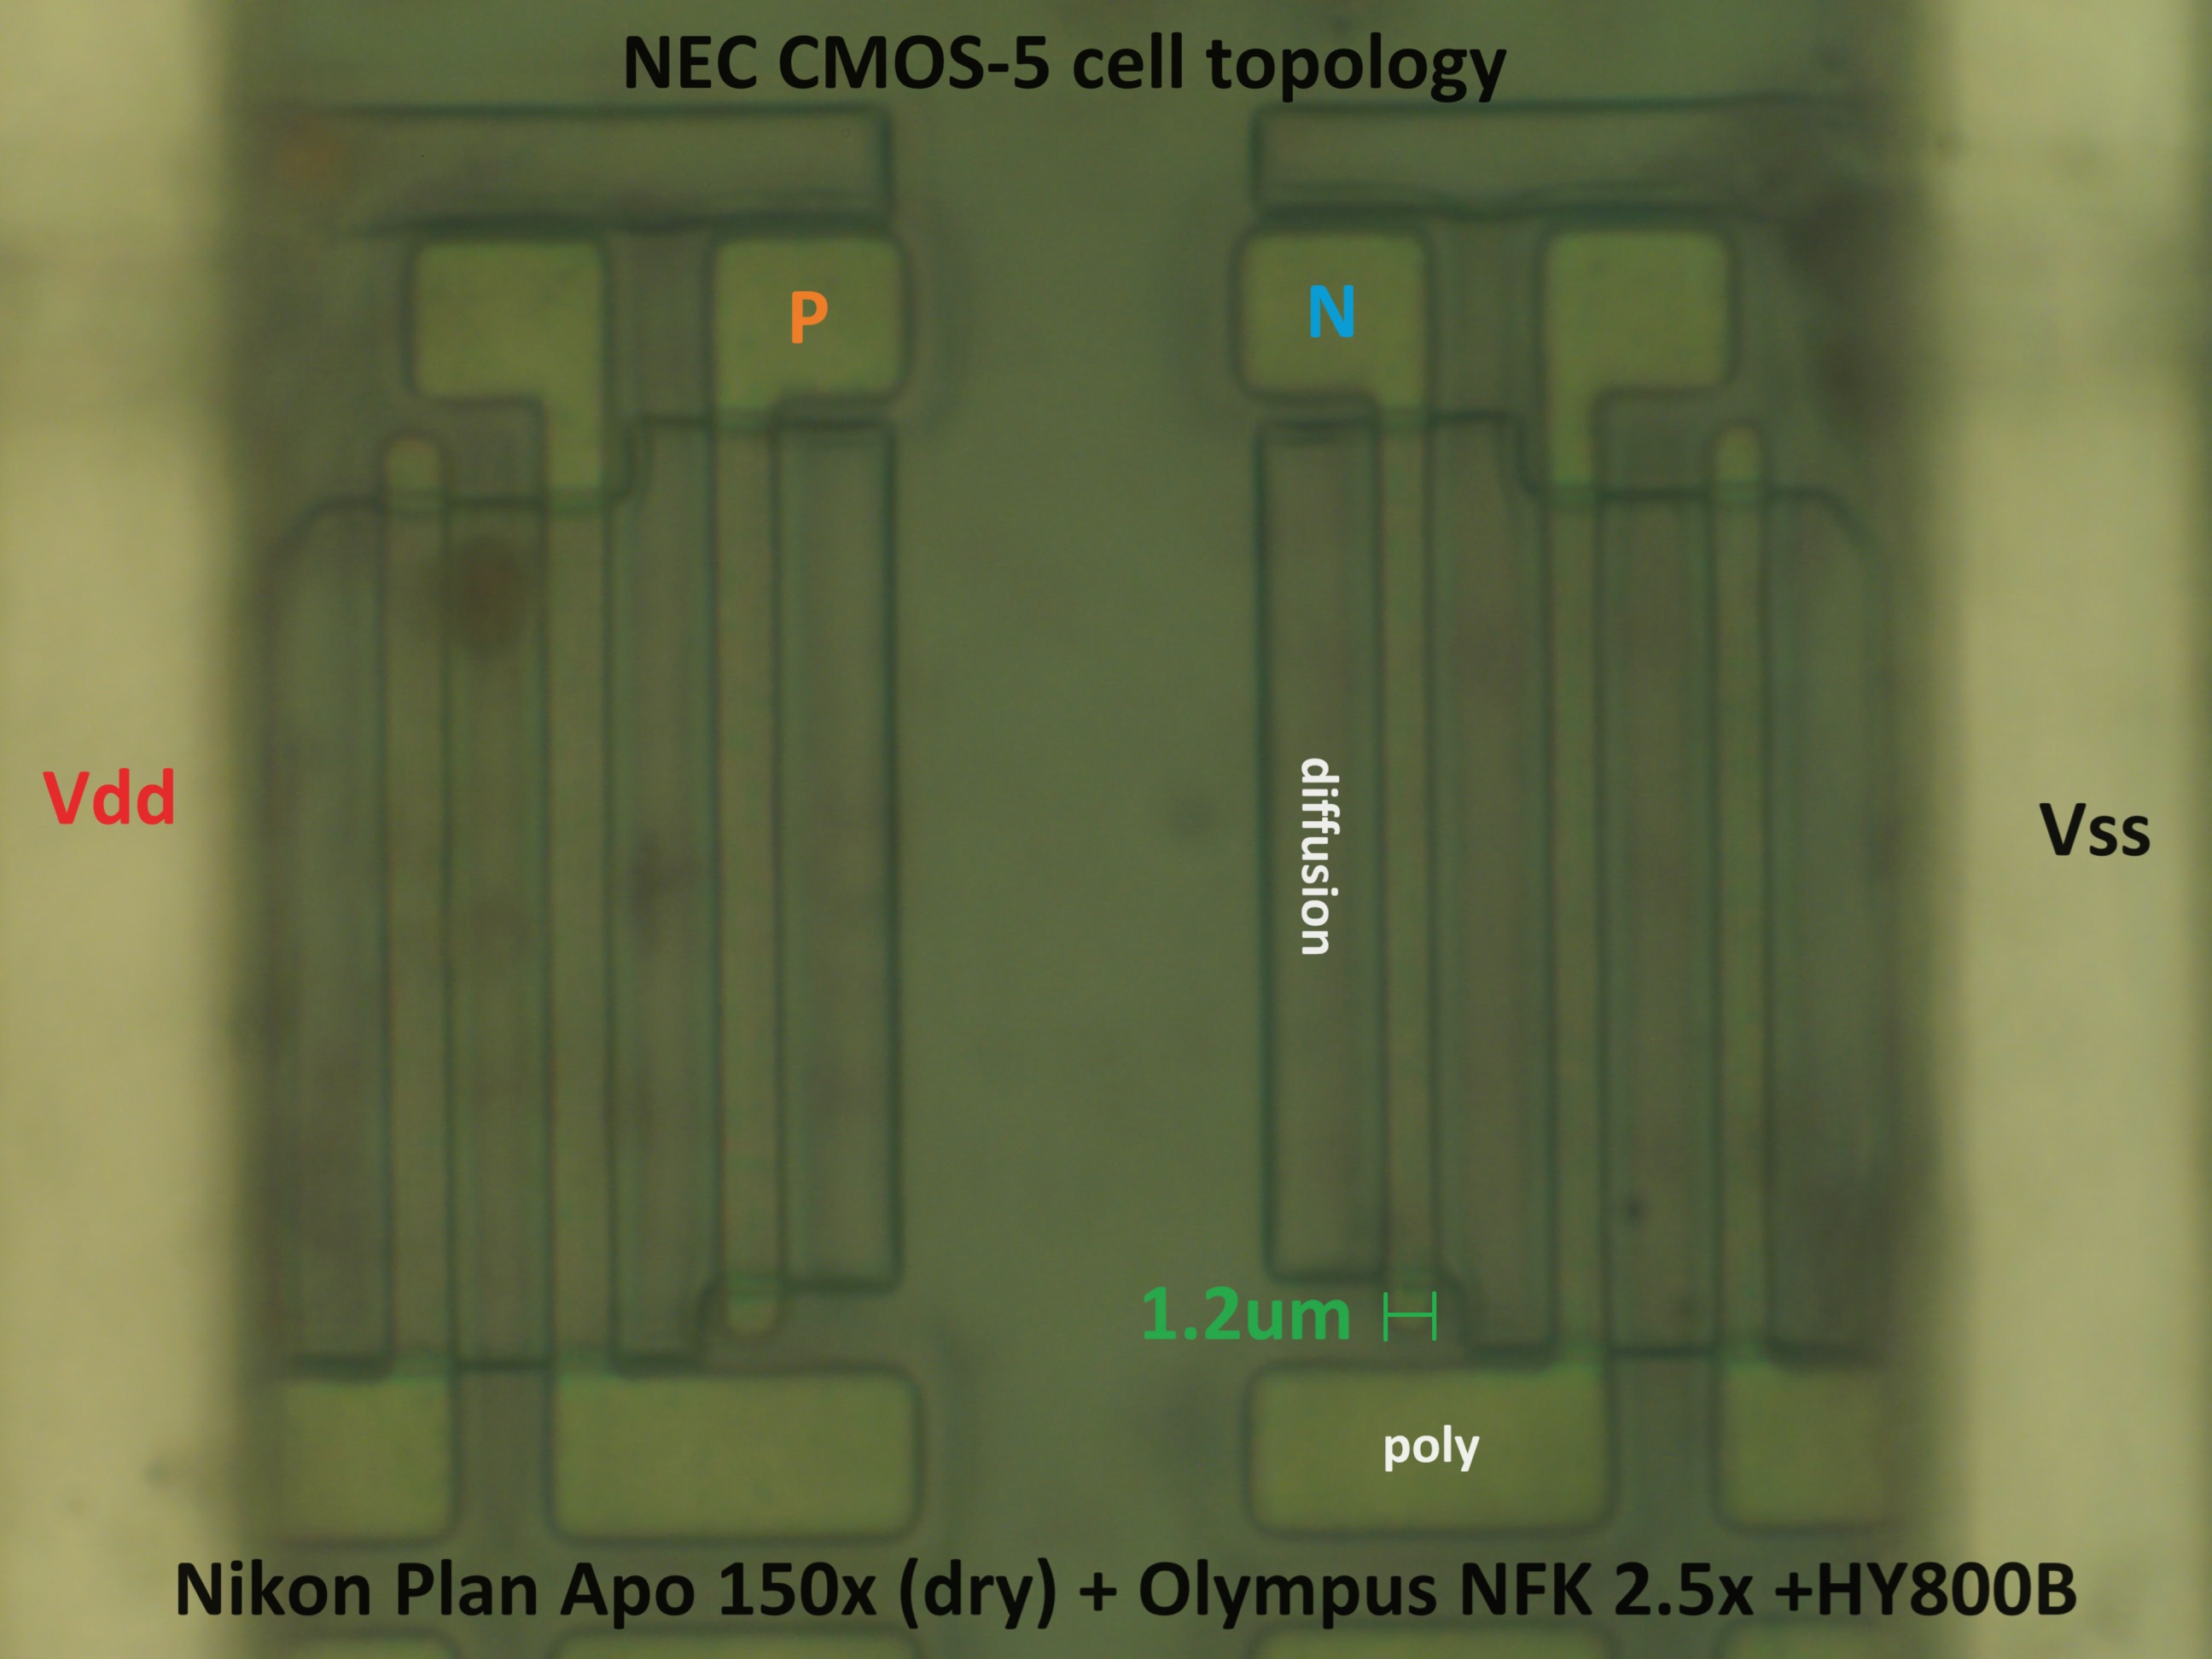 NEC CMOS-5 cell topology
P
N
Vdd
diffusion
Vss
1.2um
poly
Nikon Plan Apo 150x (dry) + Olympus NFK 2.5x +HY800B